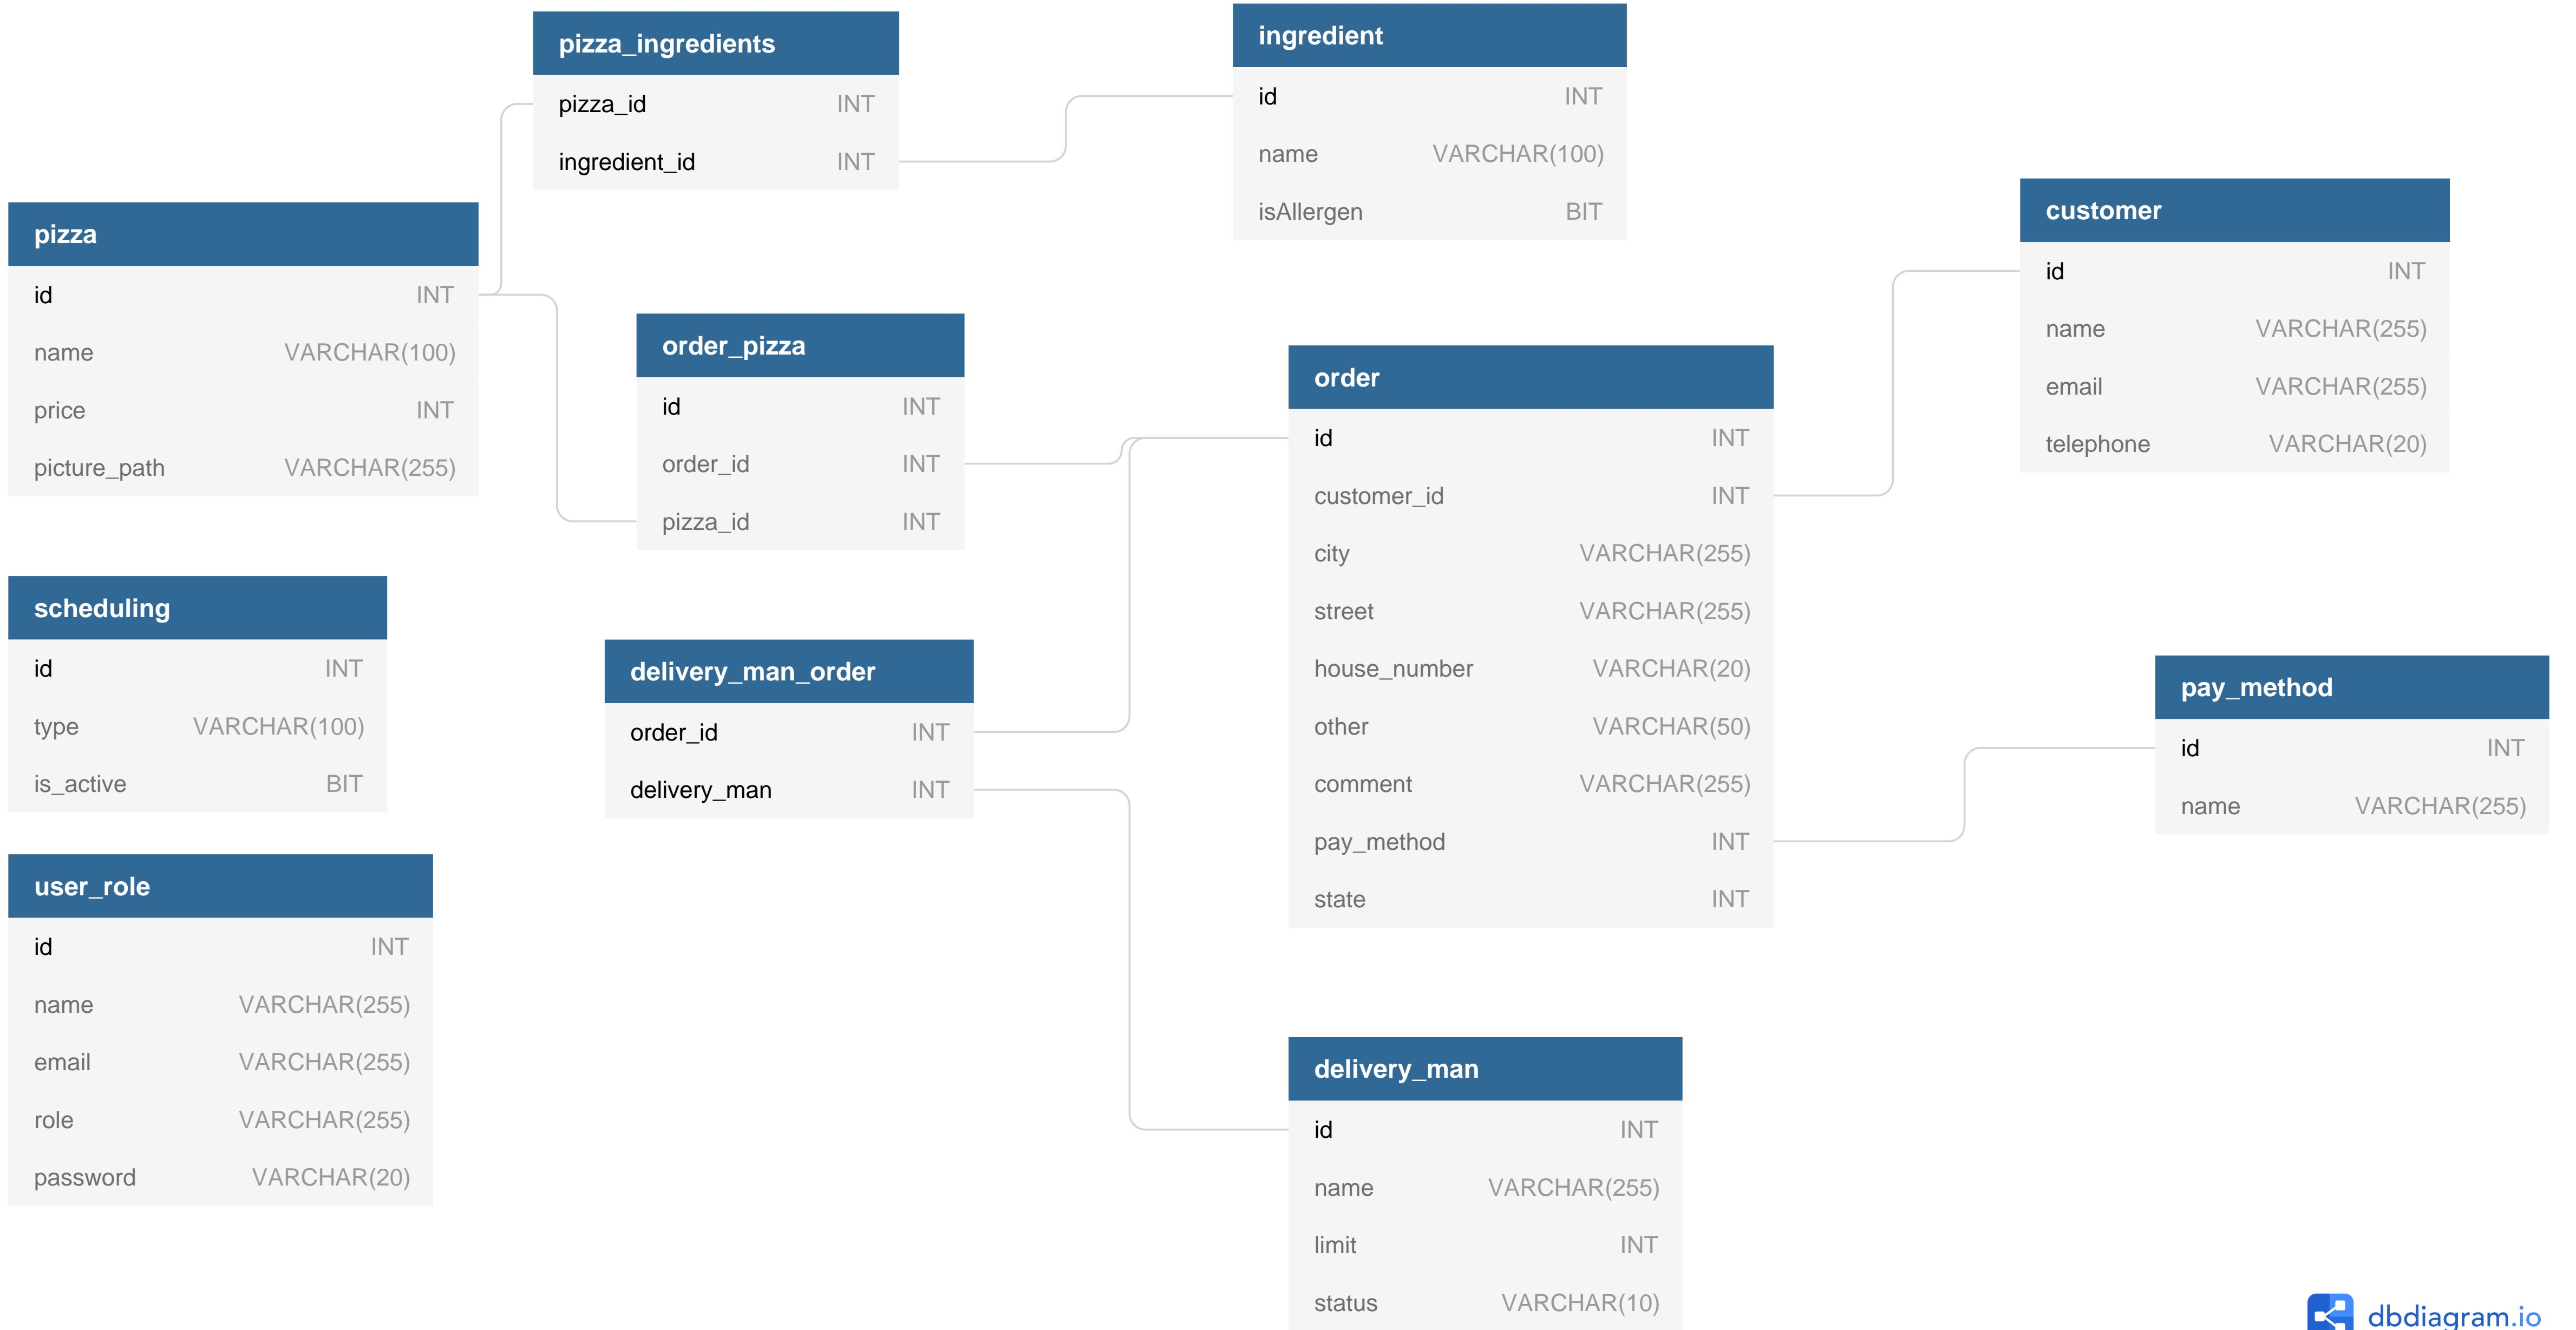 pizza_ingredients
pizza_id INT
ingredient_id INT
ingredient
id INT
name VARCHAR(100)
isAllergen BIT
customer
id INT
name VARCHAR(255)
email VARCHAR(255)
telephone VARCHAR(20)
pizza
id INT
name VARCHAR(100)
price INT
picture_path VARCHAR(255)
order_pizza
id INT
order_id INT
pizza_id INT
order
id INT
customer_id INT
city VARCHAR(255)
street VARCHAR(255)
house_number VARCHAR(20)
other VARCHAR(50)
comment VARCHAR(255)
pay_method INT
state INT
scheduling
id INT
type VARCHAR(100)
is_active BIT
delivery_man_order
order_id INT
delivery_man INT
pay_method
id INT
name VARCHAR(255)
user_role
id INT
name VARCHAR(255)
email VARCHAR(255)
role VARCHAR(255)
password VARCHAR(20)
delivery_man
id INT
name VARCHAR(255)
limit INT
status VARCHAR(10)
dbdiagram.io